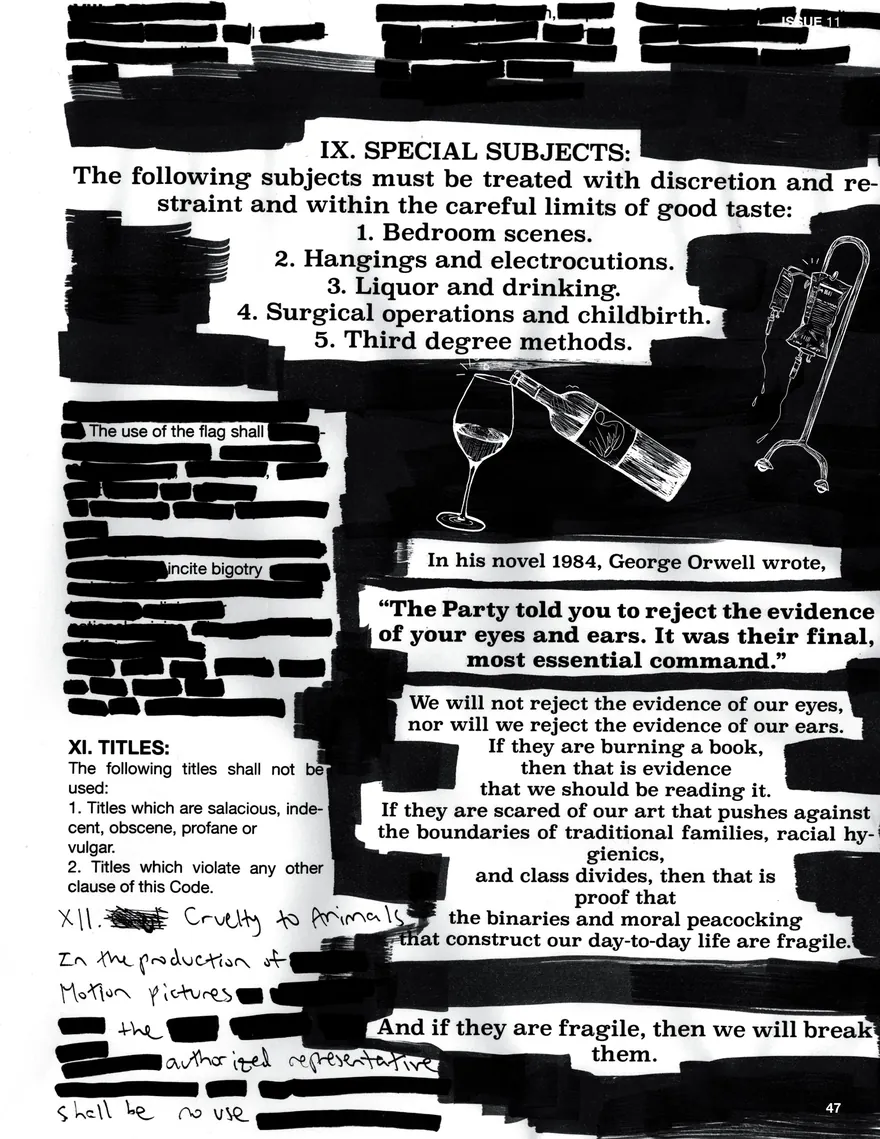 ISSUE 11
IX. SPECIAL SUBJECTS:
The following subjects must be treated with discretion and re-
straint and within the careful limits of good taste:
1. Bedroom scenes.
2. Hangings and electrocutions.
3. Liquor and drinking.
4. Surgical operations and childbirth.
5. Third degree methods.
The use of the flag shall
incite bigotry
XI. TITLES:
The following titles shall not be
used:
1. Titles which are salacious, inde-
cent, obscene, profane or
vulgar.
2. Titles which violate any other
clause of this Code.
XII. Cruelty to Animals
In the production of
Motion pictures
the
authorized representative
shall be no use
In his novel 1984, George Orwell wrote,
“The Party told you to reject the evidence
of your eyes and ears. It was their final,
most essential command.”
We will not reject the evidence of our eyes,
nor will we reject the evidence of our ears.
If they are burning a book,
then that is evidence
that we should be reading it.
If they are scared of our art that pushes against
the boundaries of traditional families, racial hy-
gienics,
and class divides, then that is
proof that
the binaries and moral peacocking
that construct our day-to-day life are fragile.
And if they are fragile, then we will break
them.
47